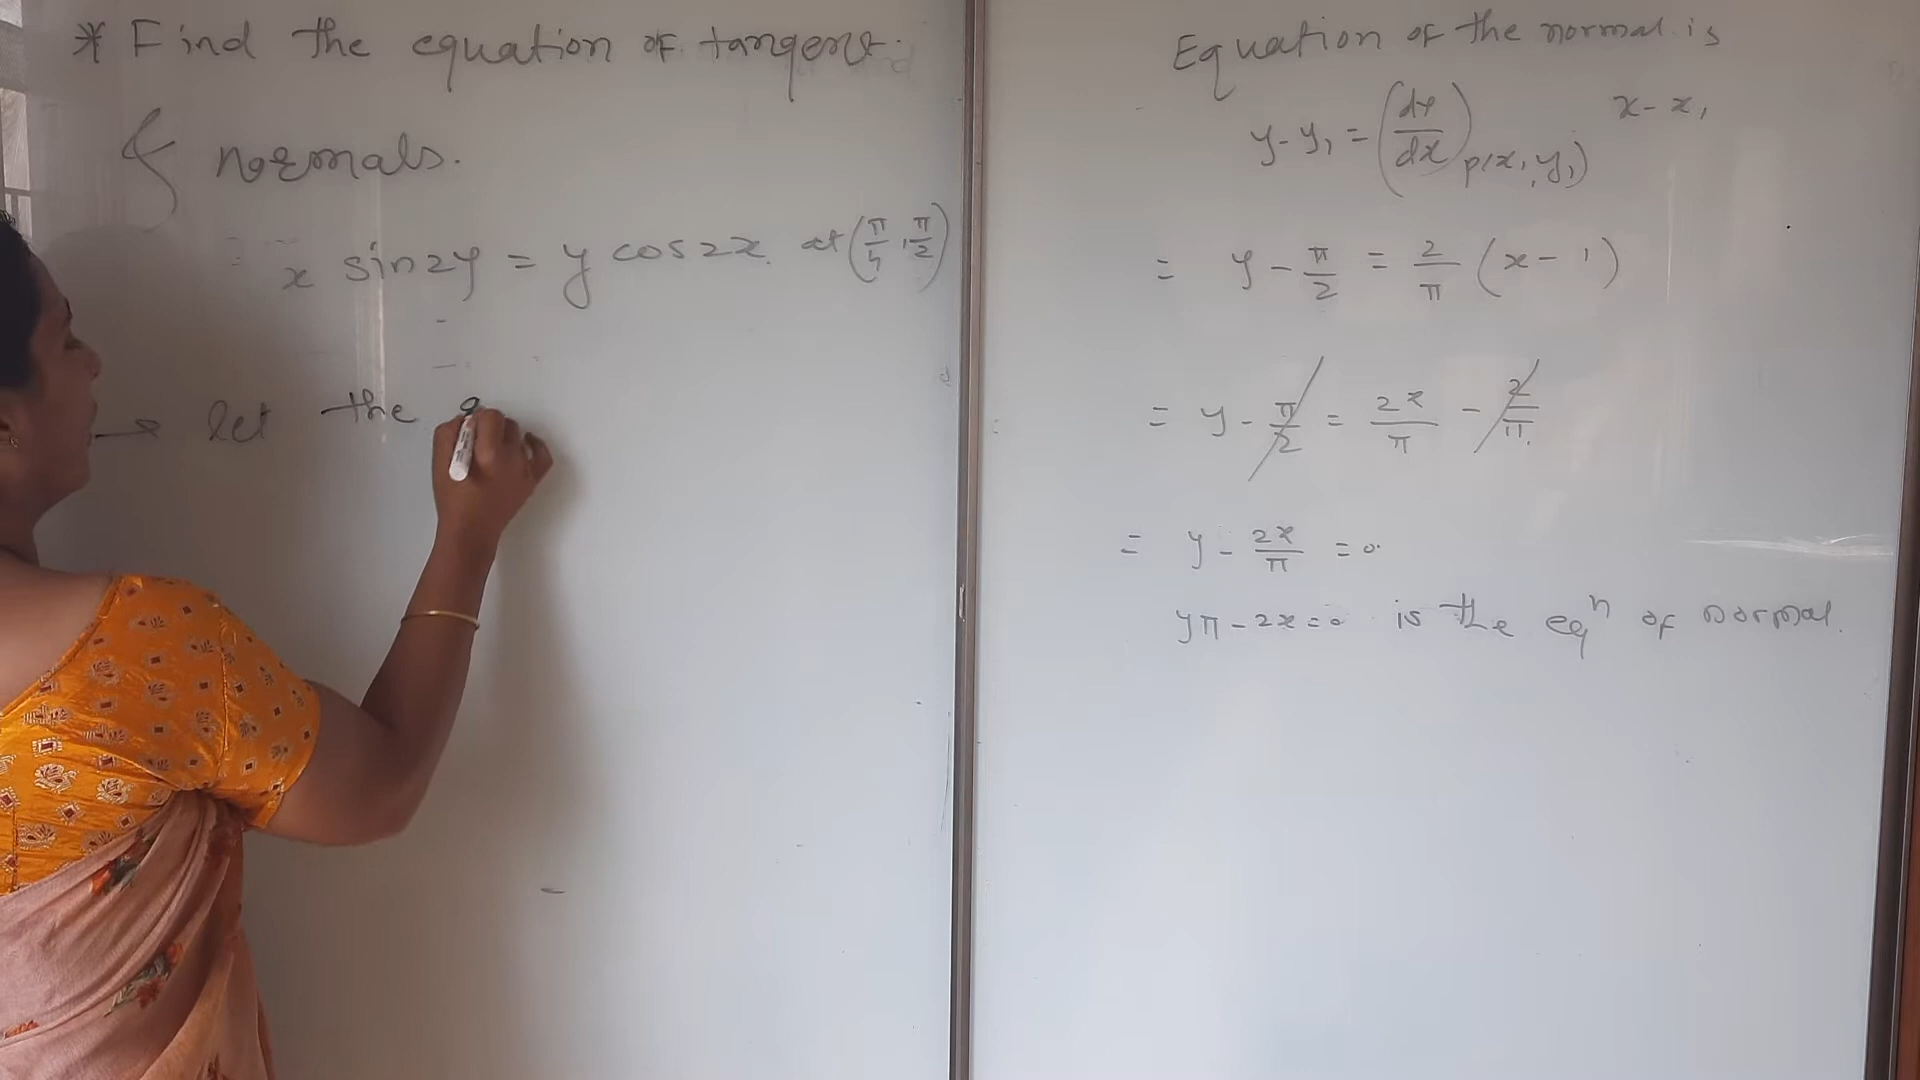 * Find the equation of tangent.
& normals.
x sin2y = y cos2x. at (π/4, π/2)
→ let the
Equation of the normal is
y - y₁ = (dy/dx) p(x₁, y₁) x - x₁
= y - π/2 = 2/π (x - 1)
= y - π/2 = 2x/π - 2/π
= y - 2x/π = 0
yπ - 2x = 0 is the eqⁿ of normal.